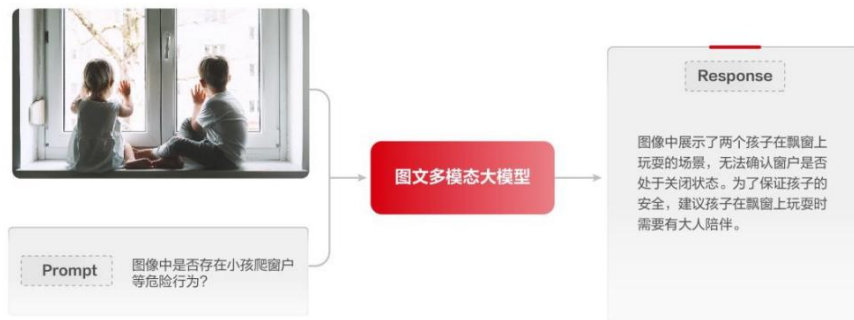 Prompt
图像中是否存在小孩爬窗户
等危险行为?
图文多模态大模型
Response
图像中展示了两个孩子在飘窗上
玩耍的场景，无法确认窗户是否
处于关闭状态。为了保证孩子的
安全，建议孩子在飘窗上玩耍时
需要有大人陪伴。